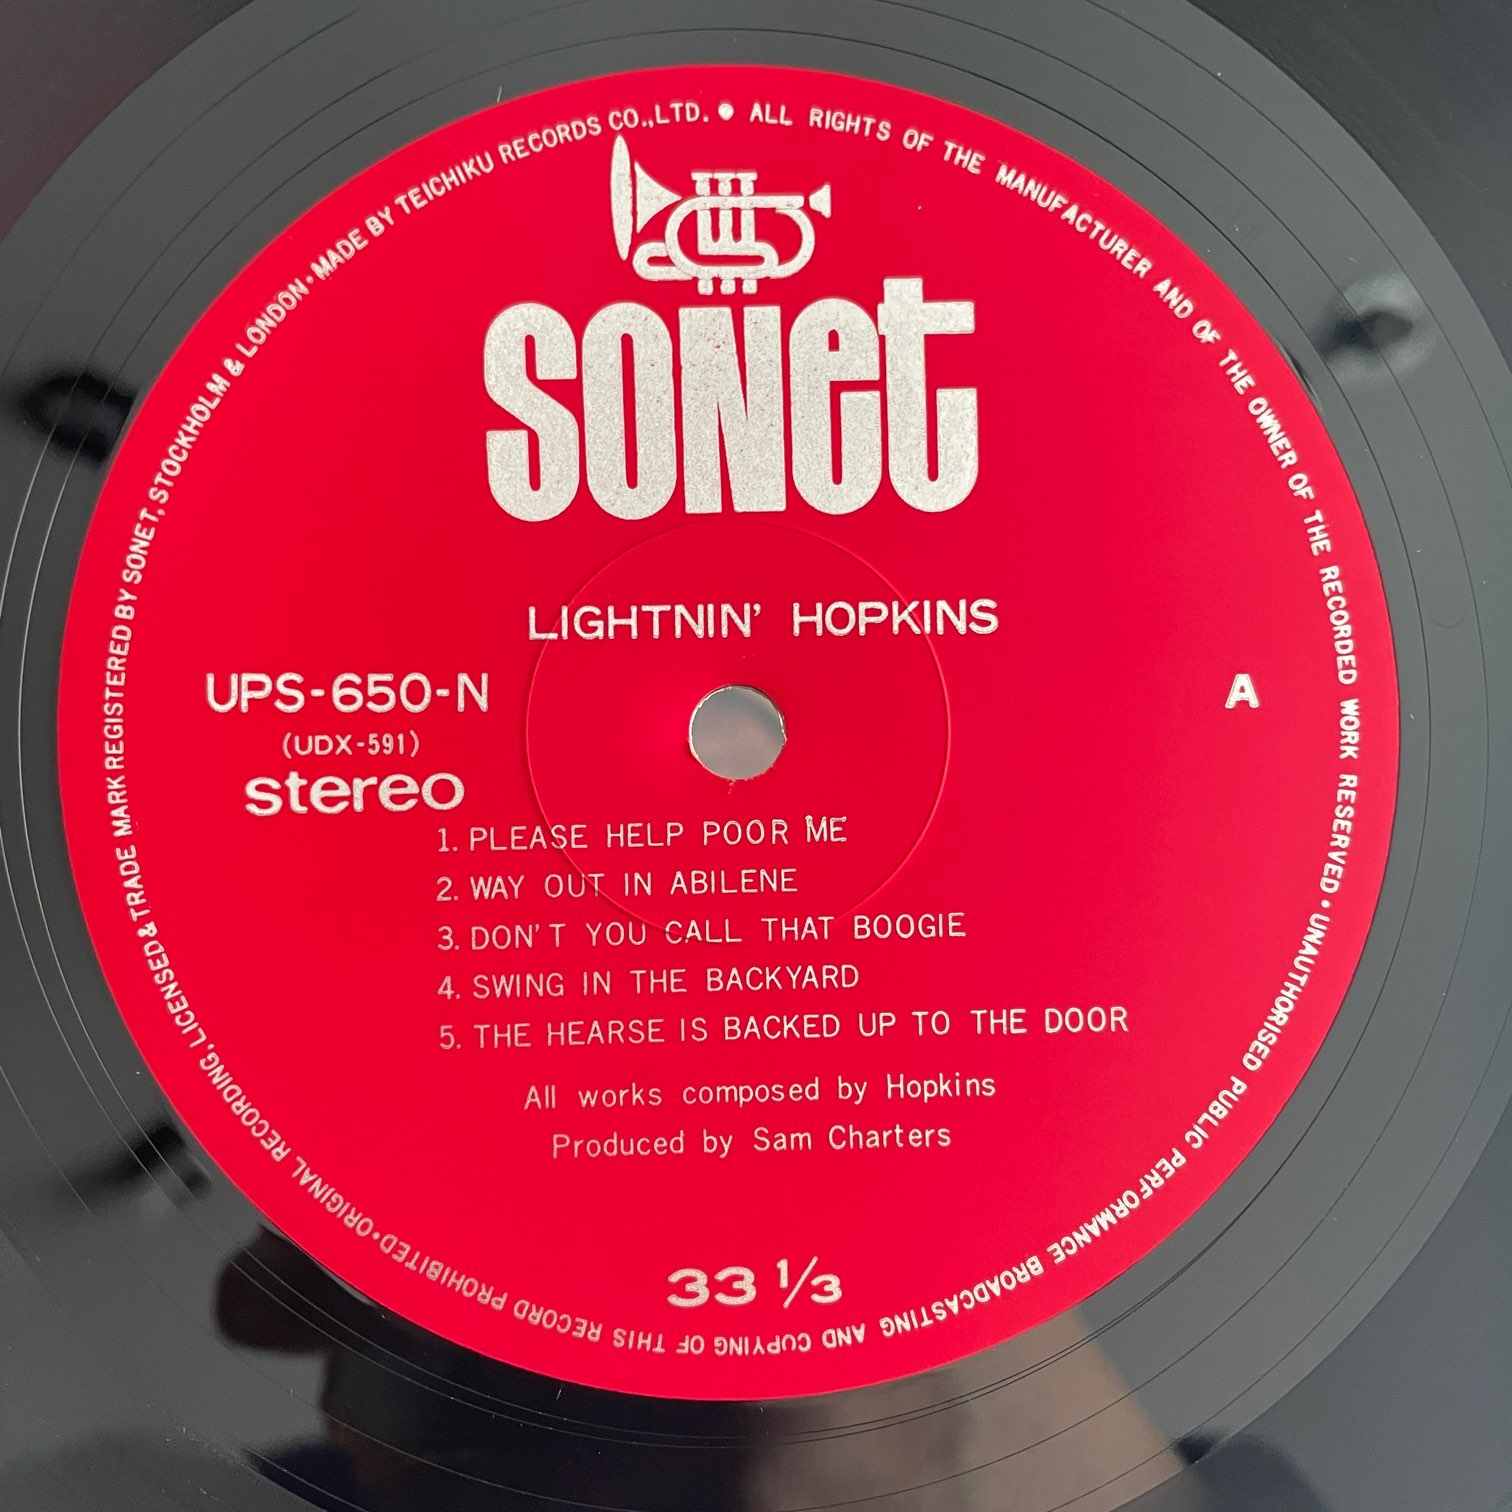 ORIGINAL RECORDING, LICENSED & TRADE MARK REGISTERED BY SONET, STOCKHOLM & LONDON • MADE BY TEICHIKU RECORDS CO.,LTD. • ALL RIGHTS OF THE MANUFACTURER AND OF THE OWNER OF THE RECORDED WORK RESERVED • UNAUTHORISED PUBLIC PERFORMANCE BROADCASTING AND COPYING OF THIS RECORD PROHIBITED •
sonet
LIGHTNIN' HOPKINS
UPS-650-N
A
(UDX-591)
stereo
1. PLEASE HELP POOR ME
2. WAY OUT IN ABILENE
3. DON'T YOU CALL THAT BOOGIE
4. SWING IN THE BACKYARD
5. THE HEARSE IS BACKED UP TO THE DOOR
All works composed by Hopkins
Produced by Sam Charters
33 1/3